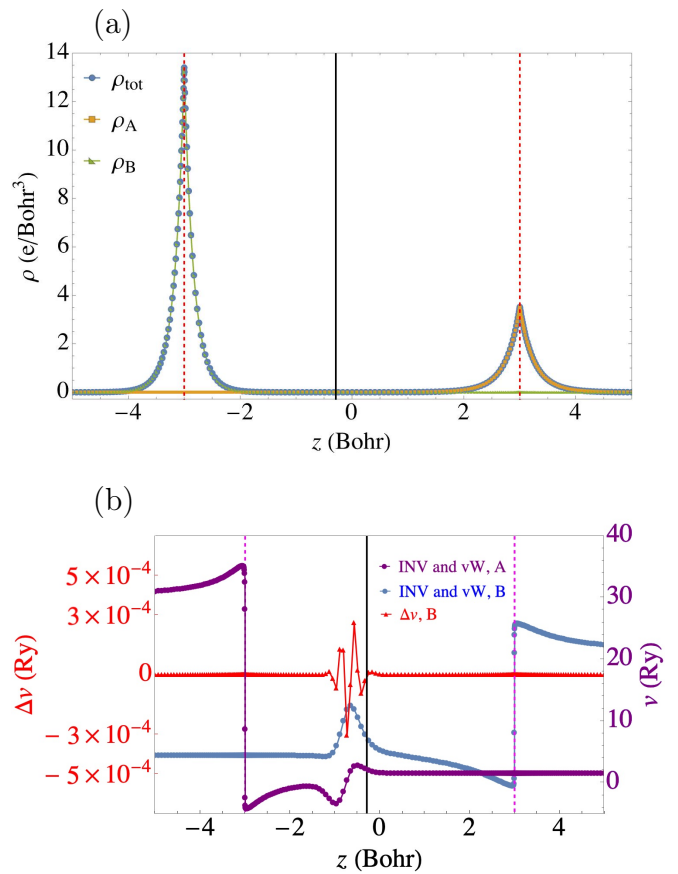 (a)
14
12
10
8
6
4
2
0
ρ (e/Bohr³)
ρtot
ρA
ρB
−4
−2
0
2
4
z (Bohr)
(b)
5×10⁻⁴
3×10⁻⁴
0
−3×10⁻⁴
−5×10⁻⁴
Δv (Ry)
INV and vW, A
INV and vW, B
Δv, B
40
30
20
10
0
v (Ry)
−4
−2
0
2
4
z (Bohr)